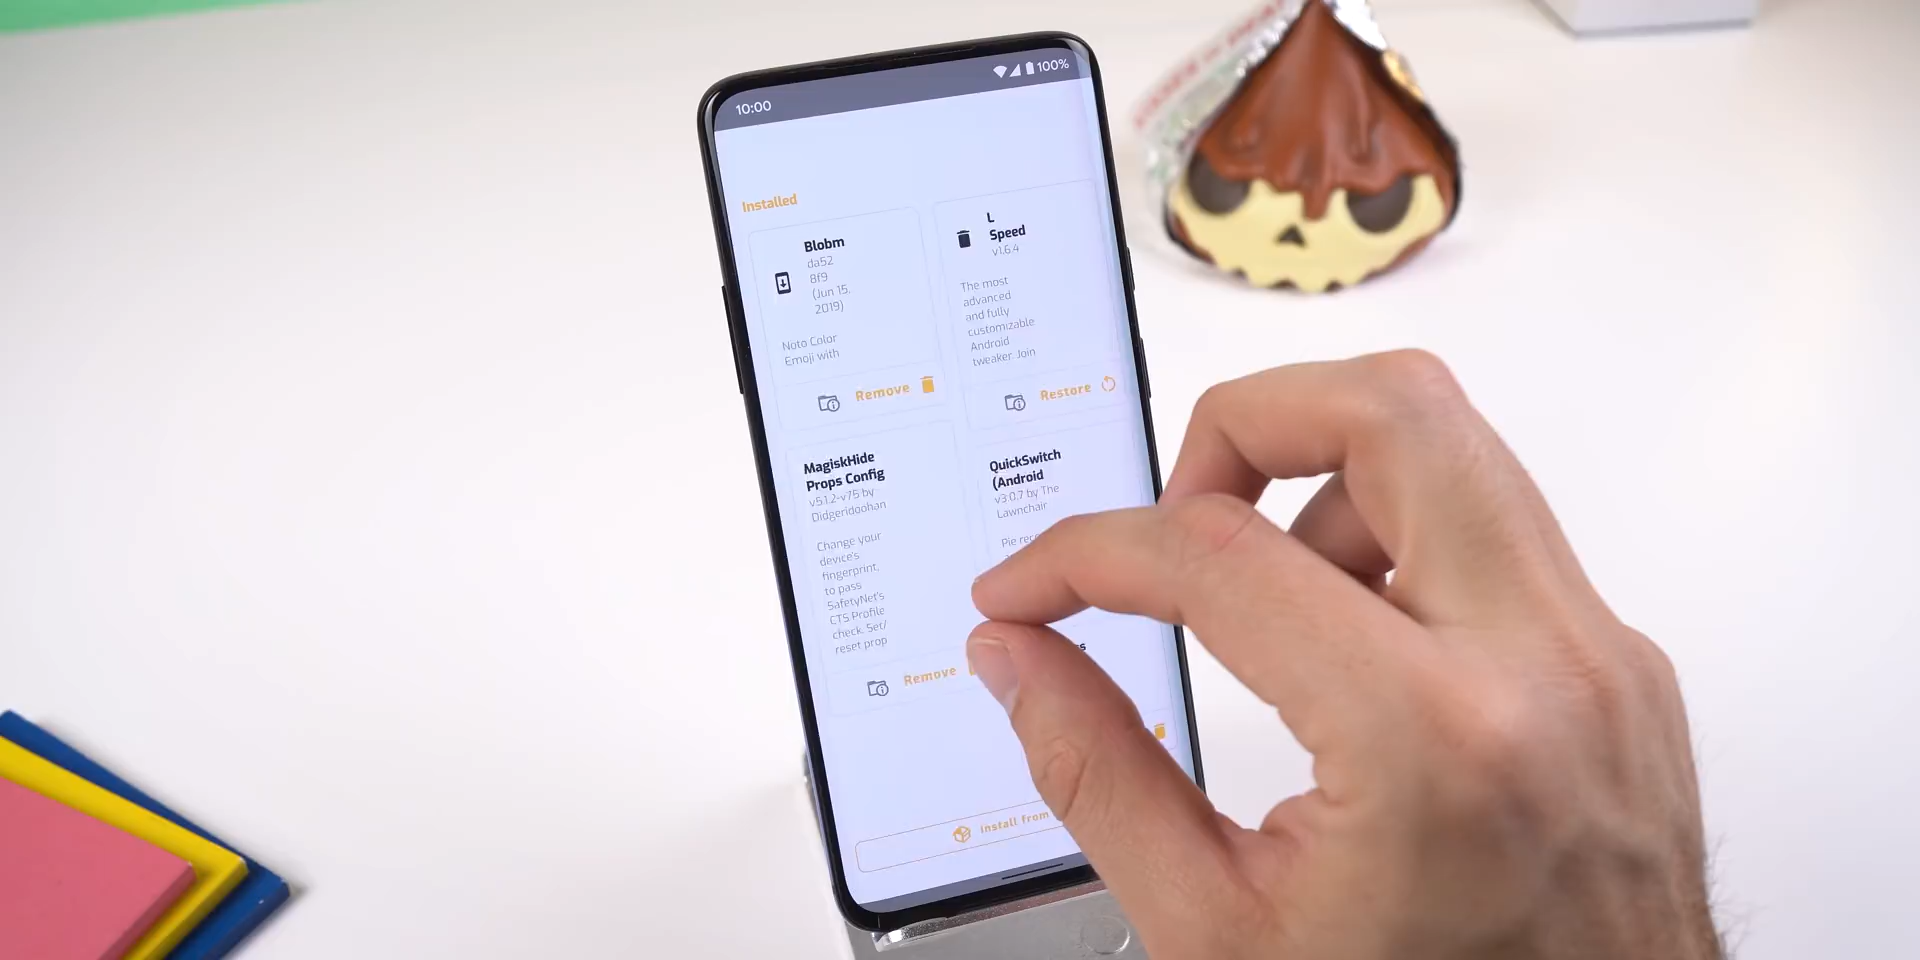 10:00
100%
Installed
Blobm
da52
8f9
(Jun 15,
2019)
Noto Color
Emoji with
Remove
L
Speed
v1.6.4
The most
advanced
and fully
customizable
Android
tweaker. Join
Restore
MagiskHide
Props Config
v5.1.2-v75 by
Didgeridoohan
Change your
device's
fingerprint,
to pass
SafetyNet's
CTS Profile
check. Set/
reset prop
Remove
QuickSwitch
(Android
v3.0.7 by The
Lawnchair
Pie
Install from